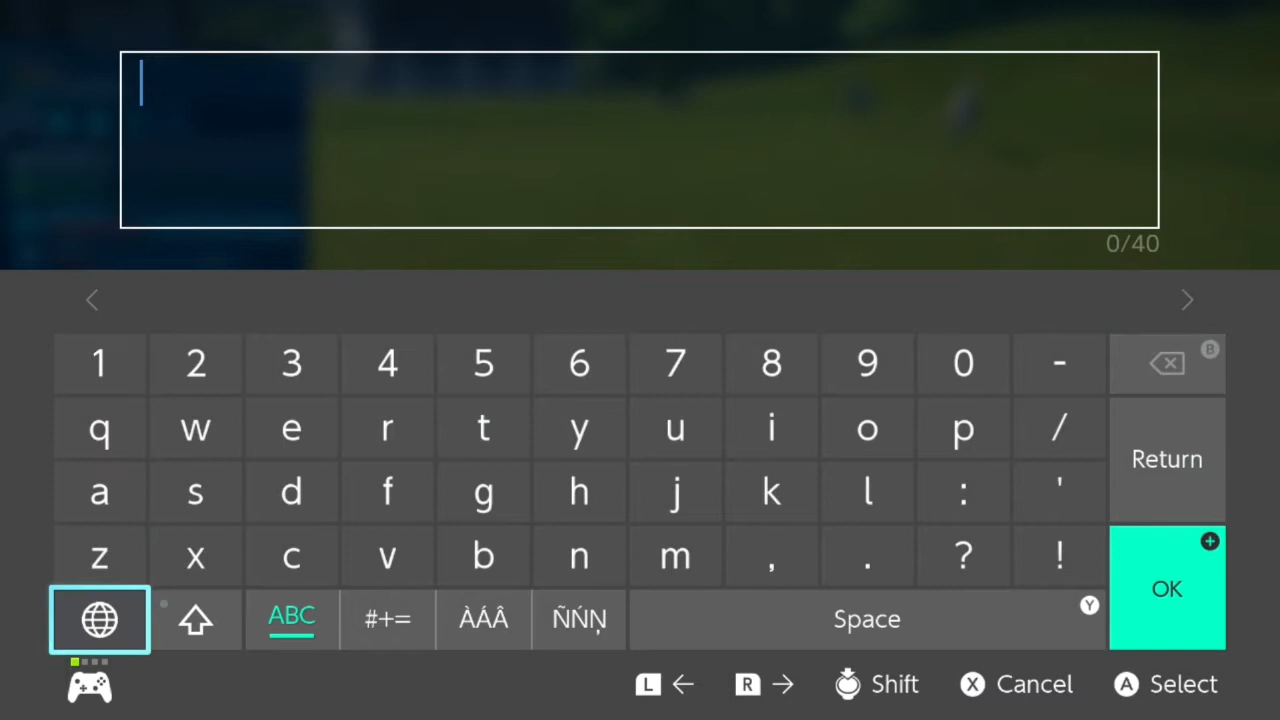 0/40
1 2 3 4 5 6 7 8 9 0 - B
q w e r t y u i o p /
Return
a s d f g h j k l : '
z x c v b n m , . ? ! +
OK
ABC #+= ÀÁÂ ÑŃŅ Space Y
L ← R → Shift X Cancel A Select